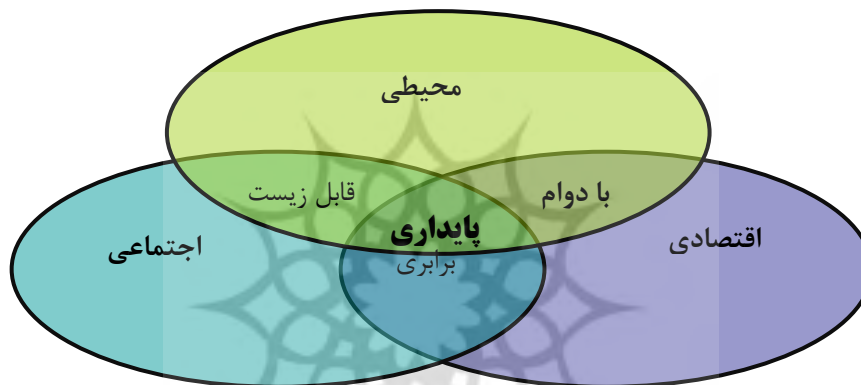 محیطی
قابل زیست
با دوام
پایداری
اقتصادی
اجتماعی
برابری